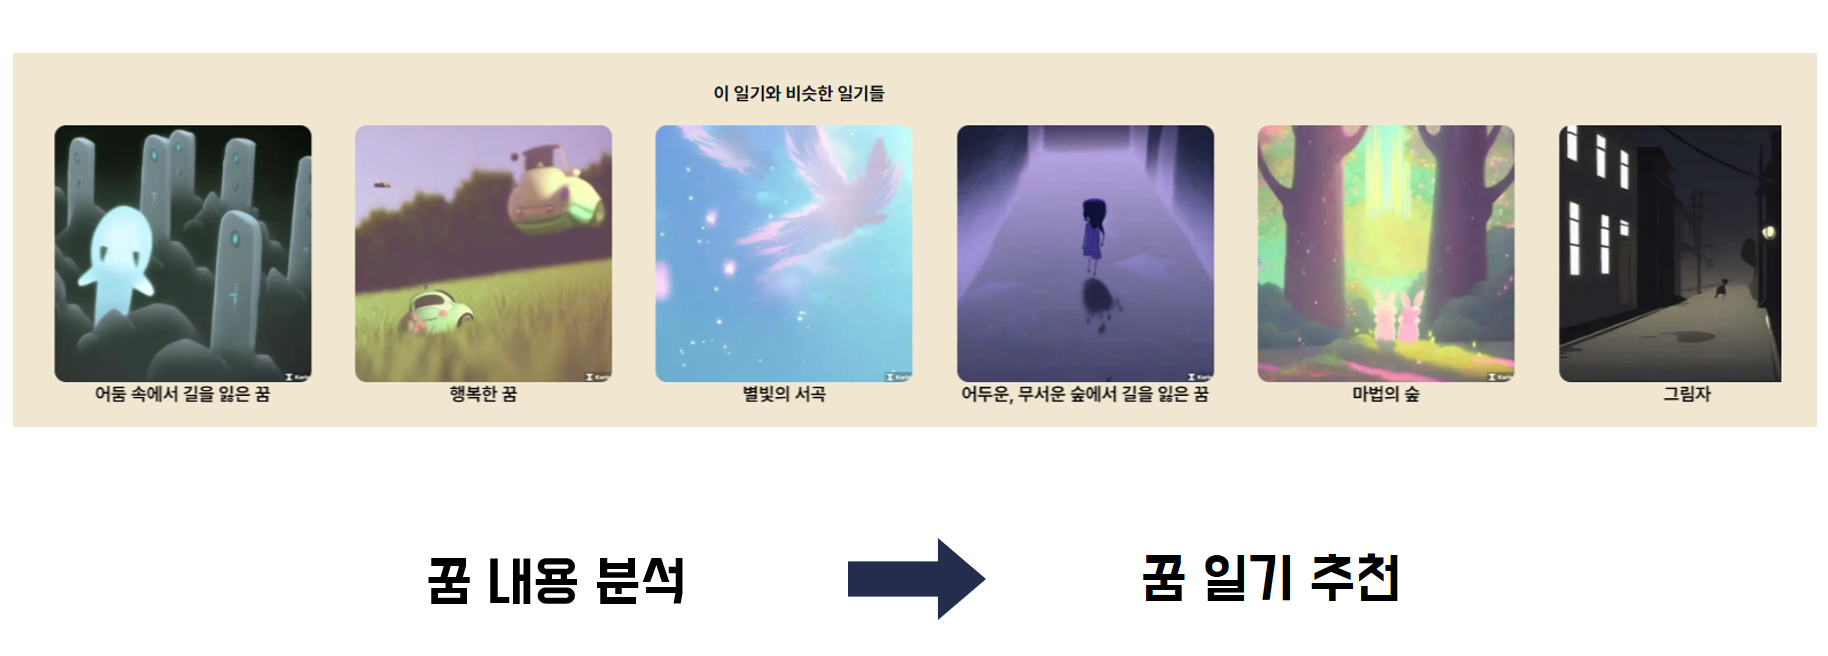 이 일기와 비슷한 일기들
어둠 속에서 길을 잃은 꿈
행복한 꿈
별빛의 서곡
어두운, 무서운 숲에서 길을 잃은 꿈
마법의 숲
그림자
꿈 내용 분석
꿈 일기 추천